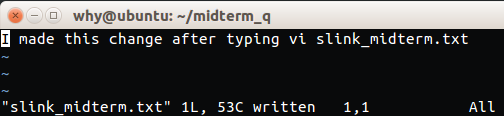 why@ubuntu: ~/midterm_q
I made this change after typing vi slink_midterm.txt
~
~
~
"slink_midterm.txt" 1L, 53C written 1,1 All